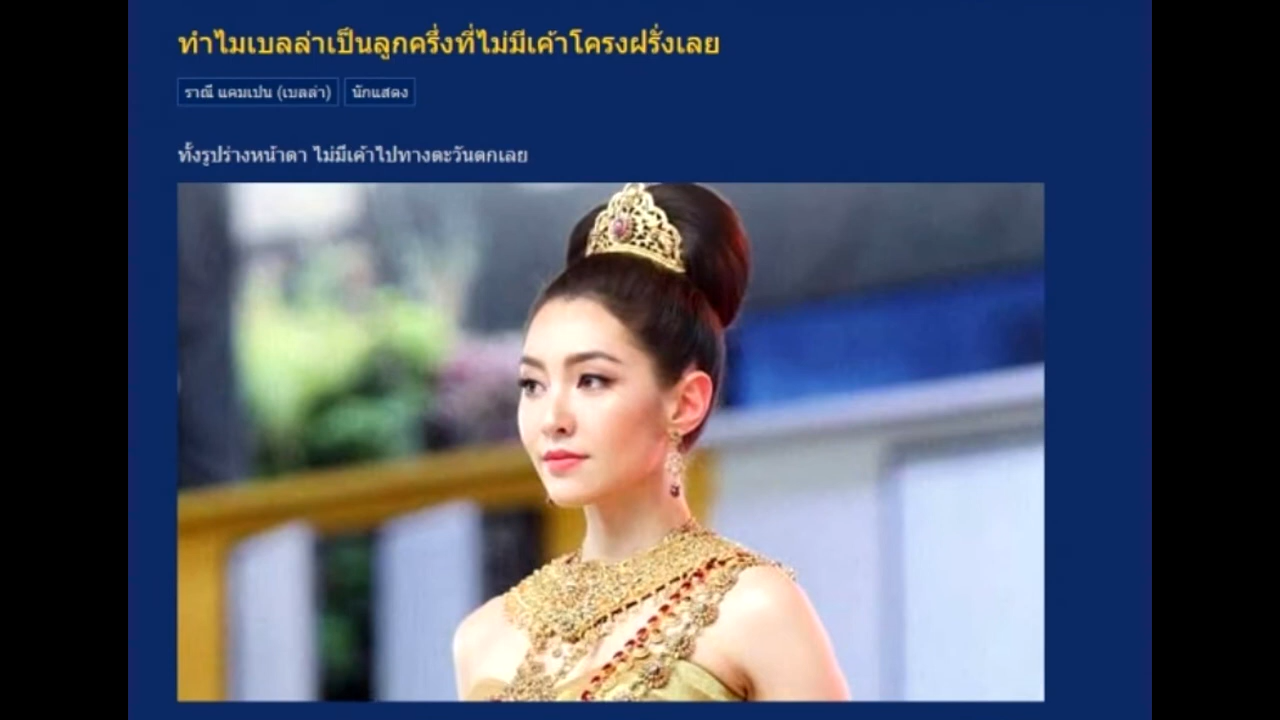 ทำไมเบลล่าเป็นลูกครึ่งที่ไม่มีเค้าโครงฝรั่งเลย
ราณี แคมเปน (เบลล่า) นักแสดง
ทั้งรูปร่างหน้าตา ไม่มีเค้าไปทางตะวันตกเลย